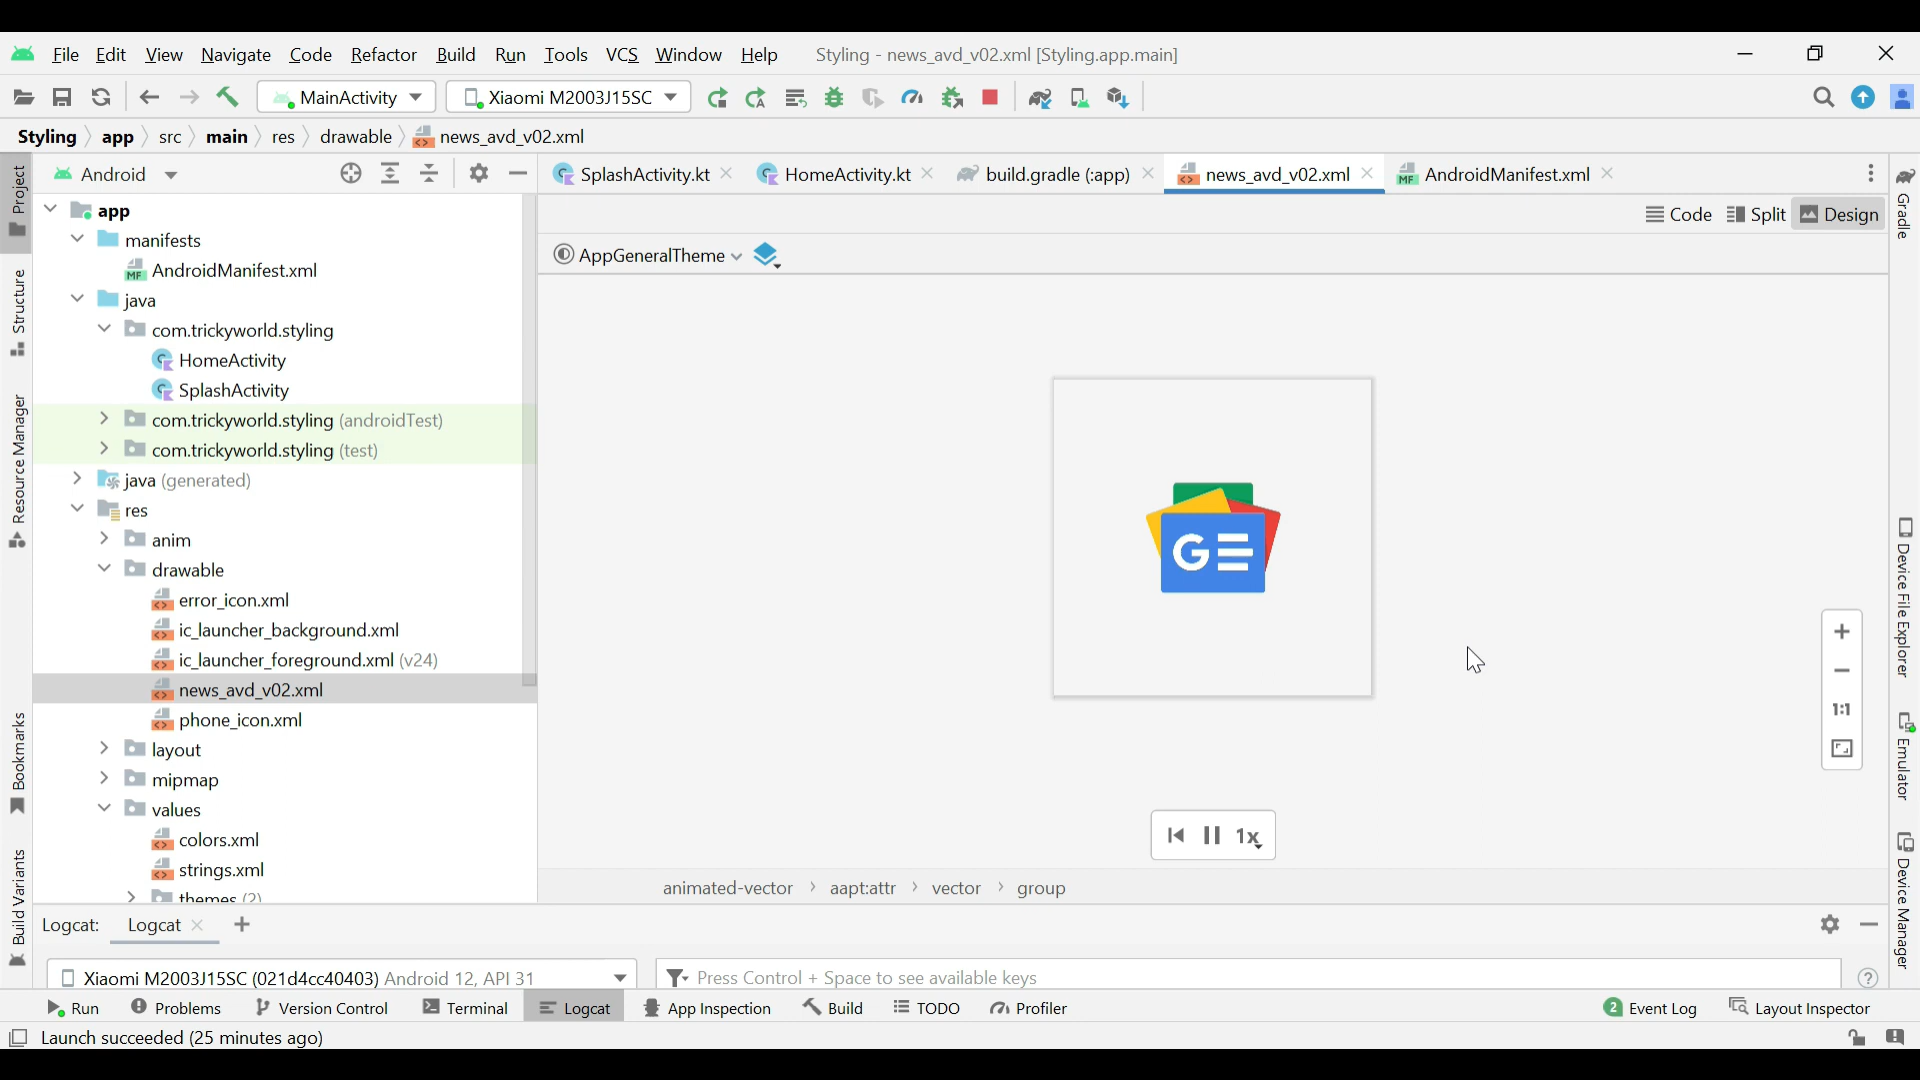 File Edit View Navigate Code Refactor Build Run Tools VCS Window Help Styling - news_avd_v02.xml [Styling.app.main]
MainActivity Xiaomi M2003J15SC
Styling app src main res drawable news_avd_v02.xml
Project
Android
SplashActivity.kt HomeActivity.kt build.gradle (:app) news_avd_v02.xml AndroidManifest.xml
Gradle
Code Split Design
AppGeneralTheme
app
manifests
AndroidManifest.xml
java
com.trickyworld.styling
HomeActivity
SplashActivity
com.trickyworld.styling (androidTest)
com.trickyworld.styling (test)
java (generated)
res
anim
drawable
error_icon.xml
ic_launcher_background.xml
ic_launcher_foreground.xml (v24)
news_avd_v02.xml
phone_icon.xml
layout
mipmap
values
colors.xml
strings.xml
themes (2)
Structure
Resource Manager
Bookmarks
Build Variants
G
1:1
1x
Device File Explorer
Emulator
Device Manager
animated-vector aapt:attr vector group
Logcat: Logcat
Xiaomi M2003J15SC (021d4cc40403) Android 12, API 31 Press Control + Space to see available keys
Run Problems Version Control Terminal Logcat App Inspection Build TODO Profiler 2 Event Log Layout Inspector
Launch succeeded (25 minutes ago)